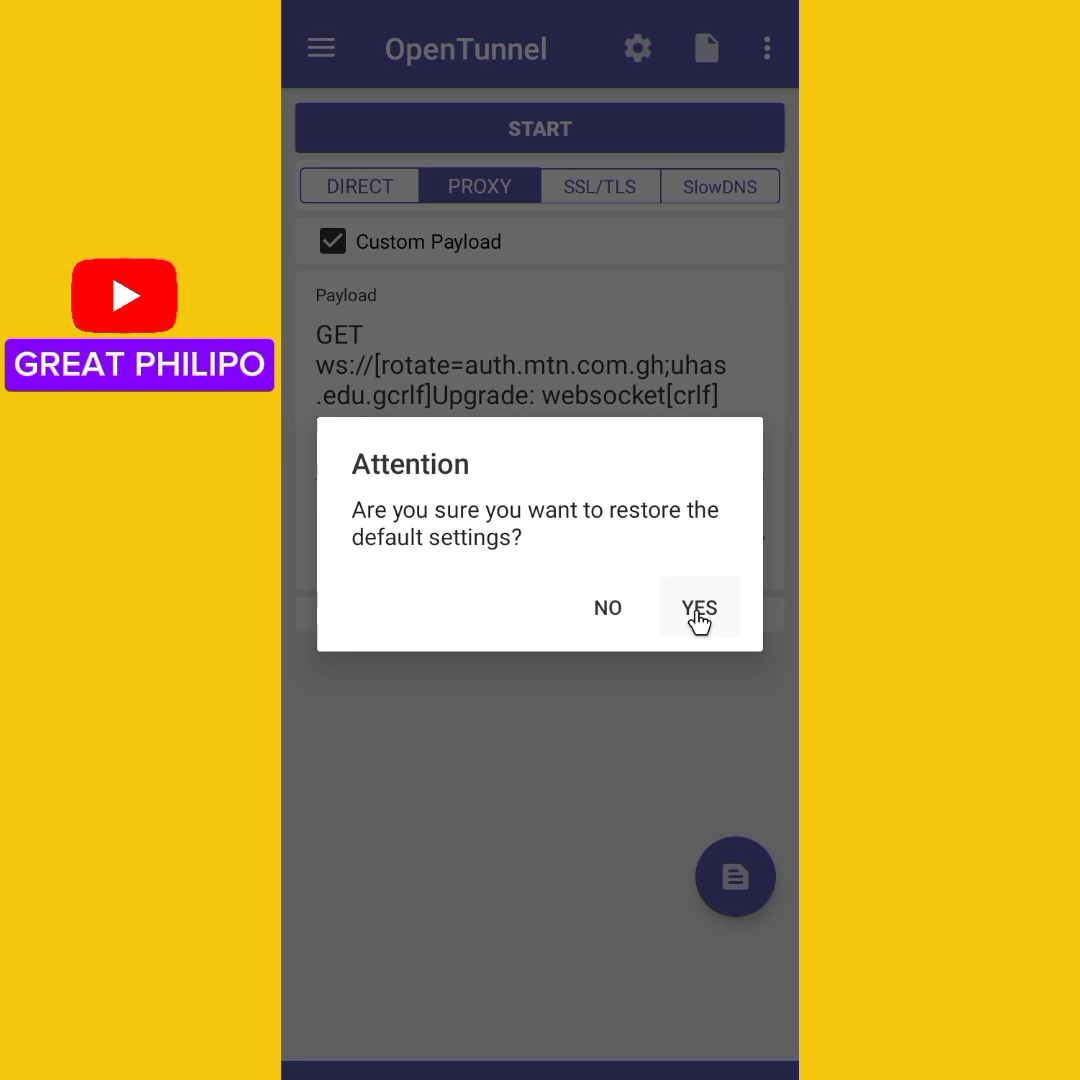 OpenTunnel
START
DIRECT
PROXY
SSL/TLS
SlowDNS
Custom Payload
Payload
GET
ws://[rotate=auth.mtn.com.gh;uhas
.edu.gcrlf]Upgrade: websocket[crlf]
GREAT PHILIPO
Attention
Are you sure you want to restore the
default settings?
NO
YES